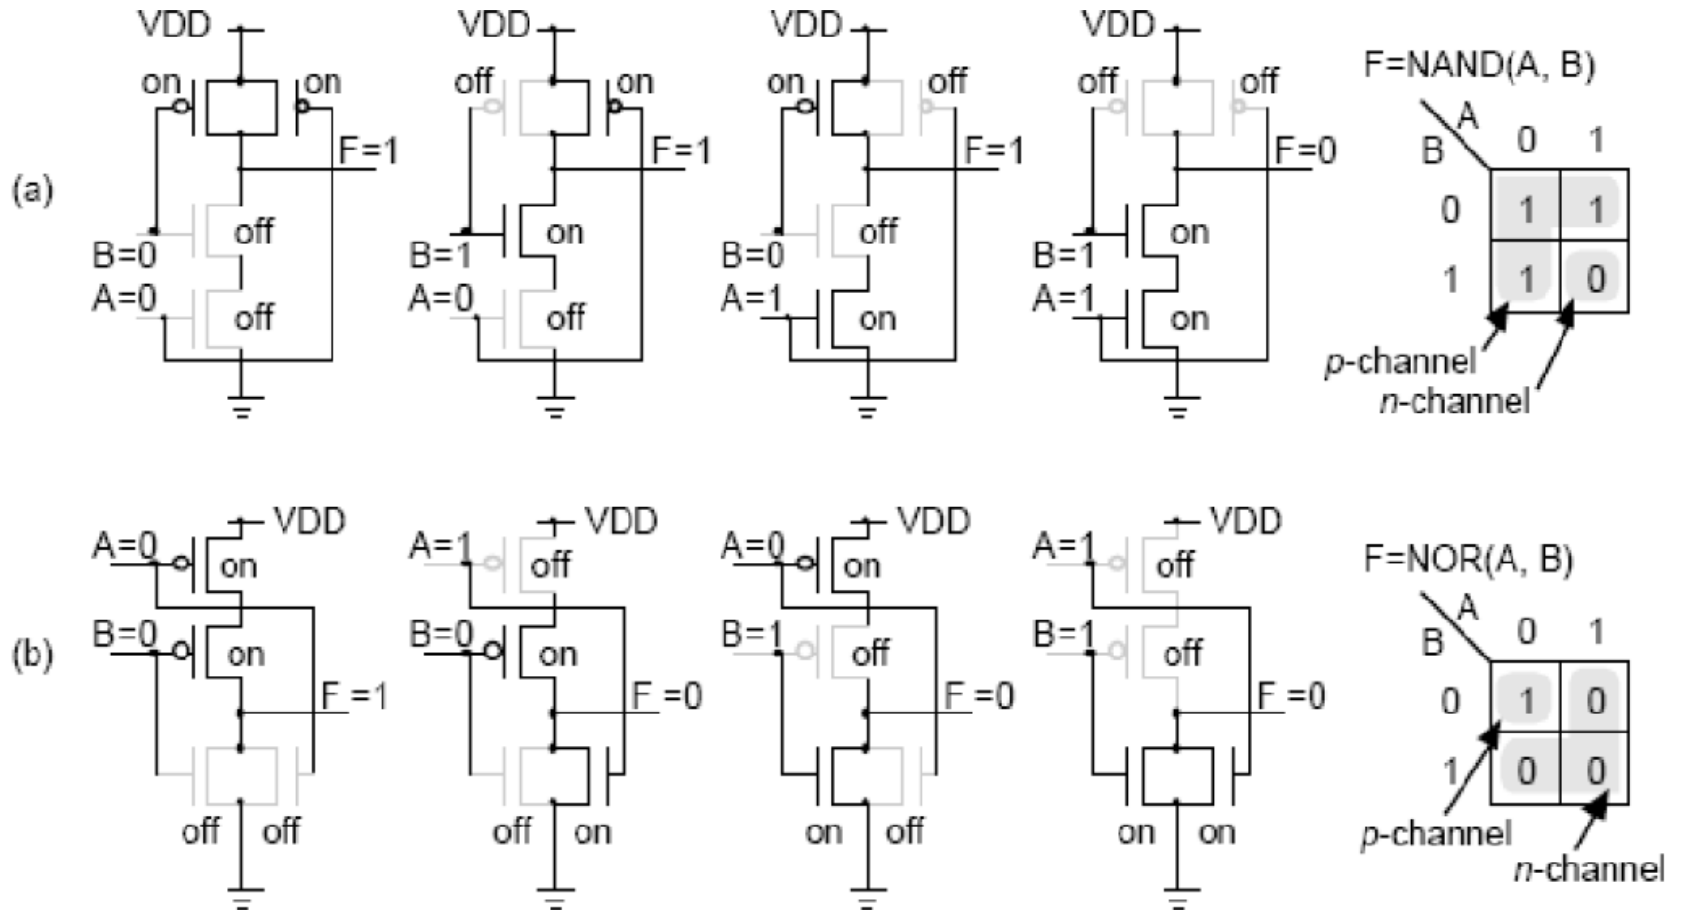 VDD VDD VDD VDD
on on off on on off off off F=NAND(A, B)
A
F=1 F=1 F=1 F=0 B 0 1
(a)
off on off on 0 1 1
B=0 B=1 B=0 B=1
A=0 A=0 A=1 A=1 1 1 0
off off on on
p-channel
n-channel
VDD VDD VDD VDD
A=0 A=1 A=0 A=1 F=NOR(A, B)
on off on off
A
B=0 B=0 B=1 B=1 B 0 1
(b)
on on off off
F =1 F =0 F =0 F =0 0 1 0
1 0 0
off off off on on off on on p-channel
n-channel